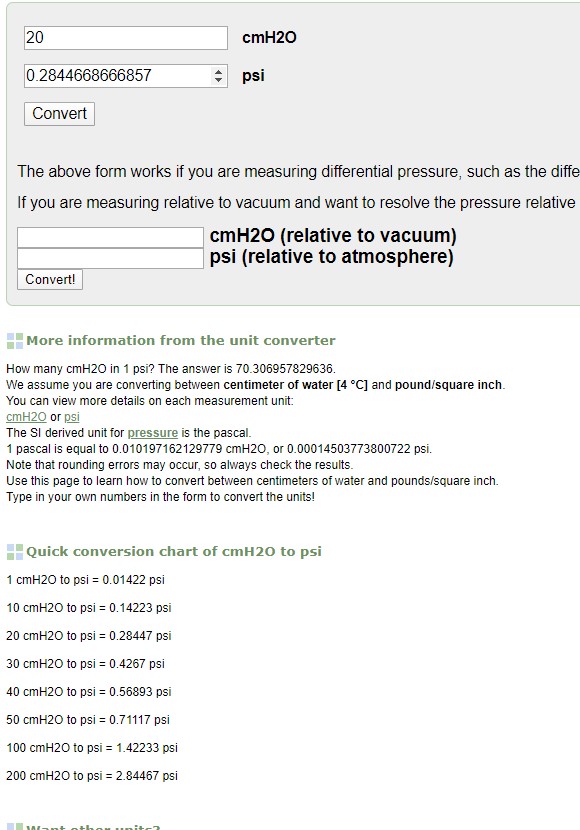 20 cmH2O
0.2844668666857 psi
Convert
The above form works if you are measuring differential pressure, such as the diffe
If you are measuring relative to vacuum and want to resolve the pressure relative
cmH2O (relative to vacuum)
psi (relative to atmosphere)
Convert!
More information from the unit converter
How many cmH2O in 1 psi? The answer is 70.306957829636.
We assume you are converting between centimeter of water [4 °C] and pound/square inch.
You can view more details on each measurement unit:
cmH2O or psi
The SI derived unit for pressure is the pascal.
1 pascal is equal to 0.010197162129779 cmH2O, or 0.00014503773800722 psi.
Note that rounding errors may occur, so always check the results.
Use this page to learn how to convert between centimeters of water and pounds/square inch.
Type in your own numbers in the form to convert the units!
Quick conversion chart of cmH2O to psi
1 cmH2O to psi = 0.01422 psi
10 cmH2O to psi = 0.14223 psi
20 cmH2O to psi = 0.28447 psi
30 cmH2O to psi = 0.4267 psi
40 cmH2O to psi = 0.56893 psi
50 cmH2O to psi = 0.71117 psi
100 cmH2O to psi = 1.42233 psi
200 cmH2O to psi = 2.84467 psi
Want other units?